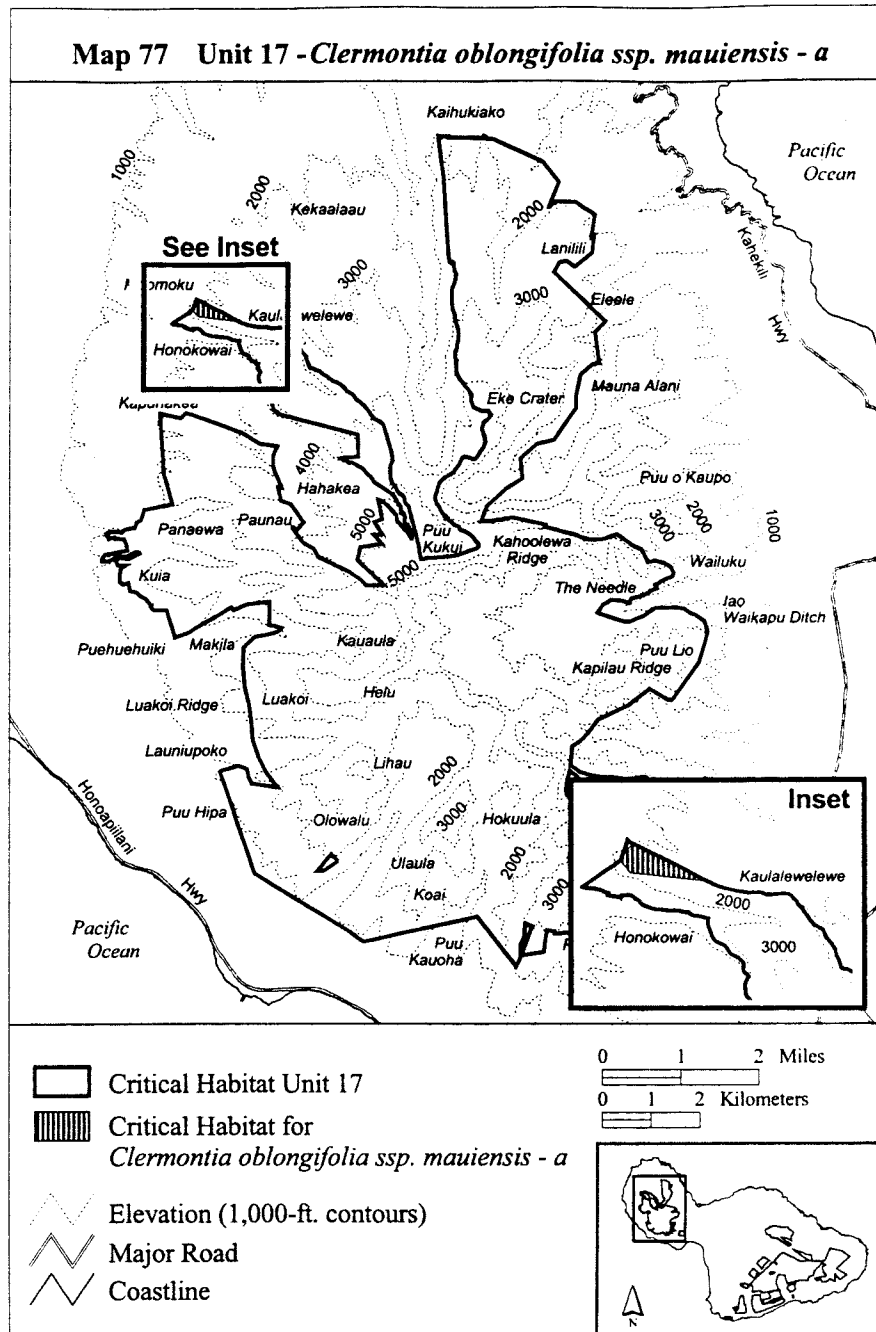 Map 77 Unit 17 - Clermontia oblongifolia ssp. mauiensis - a
Kaihukiako
Pacific
Ocean
1000
2000
Kekaalaau
2000
Lanilili
Kahekili
Hwy
See Inset
3000
3000
Eleele
omoku
Kaula
welewe
Honokowai
Eke Crater
Mauna Alani
Kapunakea
4000
Hahakea
Puu o Kaupo
2000
3000
1000
Panaewa
Paunau
5000
Puu
Kukui
Kahoolewa
Ridge
Wailuku
5000
Kuia
The Needle
Iao
Waikapu Ditch
Puehuehuiki
Makila
Kauaula
Puu Lio
Kapilau Ridge
Luakoi Ridge
Luakoi
Helu
Launiupoko
Lihau
2000
Honoapiilani
Hwy
Puu Hipa
Olowalu
3000
Hokuula
Ulaula
2000
Koai
3000
Pacific
Ocean
Puu
Kauoha
Inset
Kaulalewelewe
2000
Honokowai
3000
Critical Habitat Unit 17
Critical Habitat for
Clermontia oblongifolia ssp. mauiensis - a
Elevation (1,000-ft. contours)
Major Road
Coastline
0 1 2 Miles
0 1 2 Kilometers
N